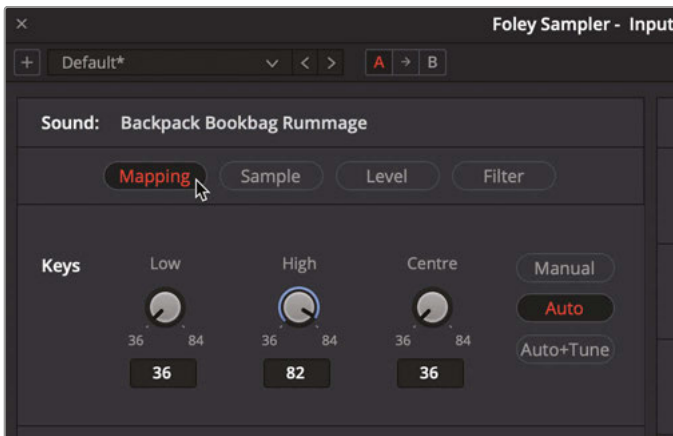 × Foley Sampler - Input
+ Default* < > A → B
Sound: Backpack Bookbag Rummage
Mapping Sample Level Filter
Keys Low High Centre Manual
Auto
36 84 36 84 36 84 Auto+Tune
36 82 36